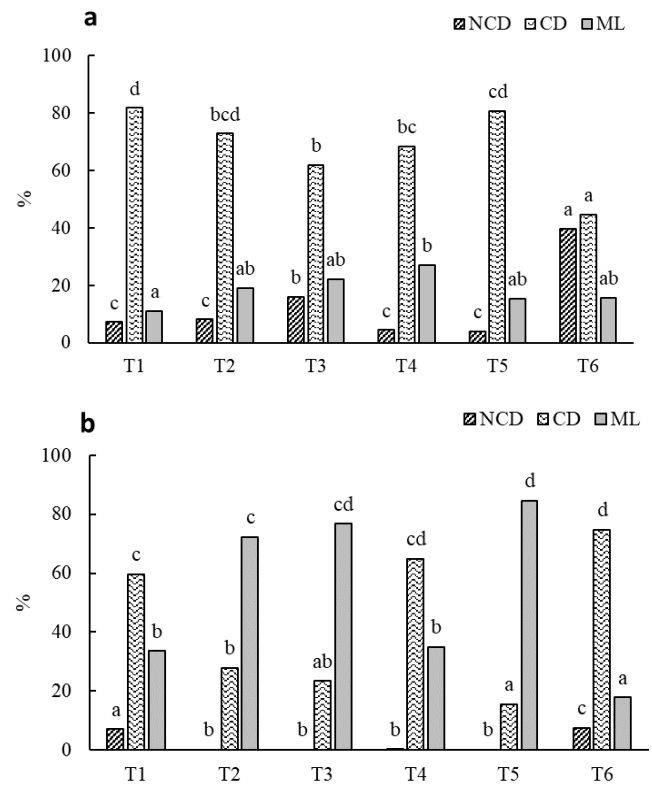 a
NCD CD ML
100
80
60
40
20
0
%
d
c a
bcd
c ab
b
b ab
bc
c b
cd
c ab
a a
ab
T1 T2 T3 T4 T5 T6
b
NCD CD ML
100
80
60
40
20
0
%
c
a b
c
b b
cd
b ab
cd
b b
d
b a
d
c a
T1 T2 T3 T4 T5 T6